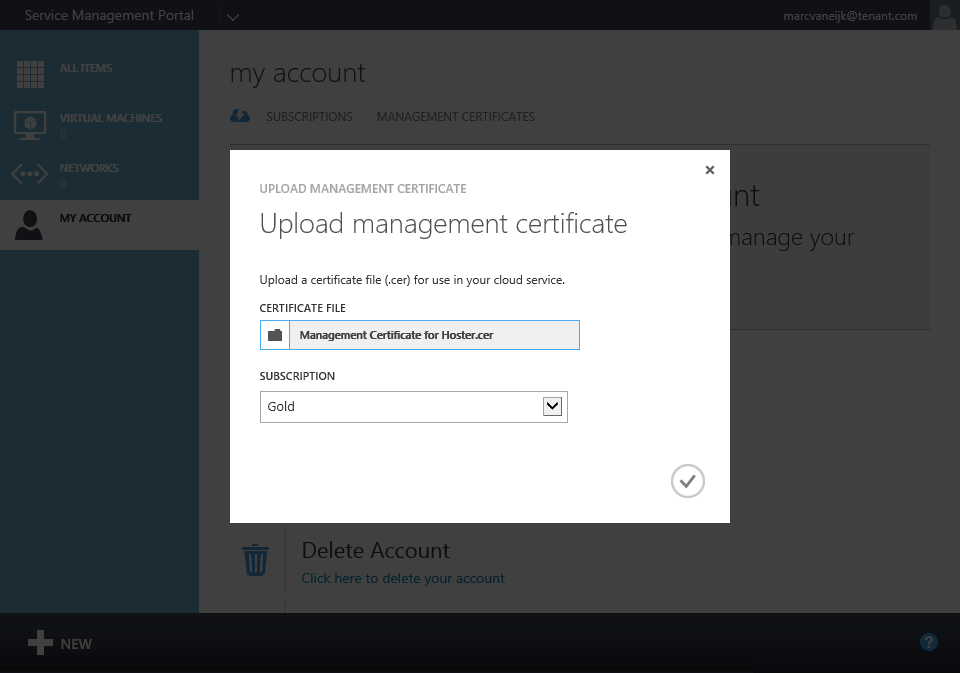 Service Management Portal
marcvaneijk@tenant.com
ALL ITEMS
VIRTUAL MACHINES
0
NETWORKS
0
MY ACCOUNT
my account
SUBSCRIPTIONS MANAGEMENT CERTIFICATES
nt
manage your
UPLOAD MANAGEMENT CERTIFICATE
Upload management certificate
Upload a certificate file (.cer) for use in your cloud service.
CERTIFICATE FILE
Management Certificate for Hoster.cer
SUBSCRIPTION
Gold
Delete Account
Click here to delete your account
NEW
?